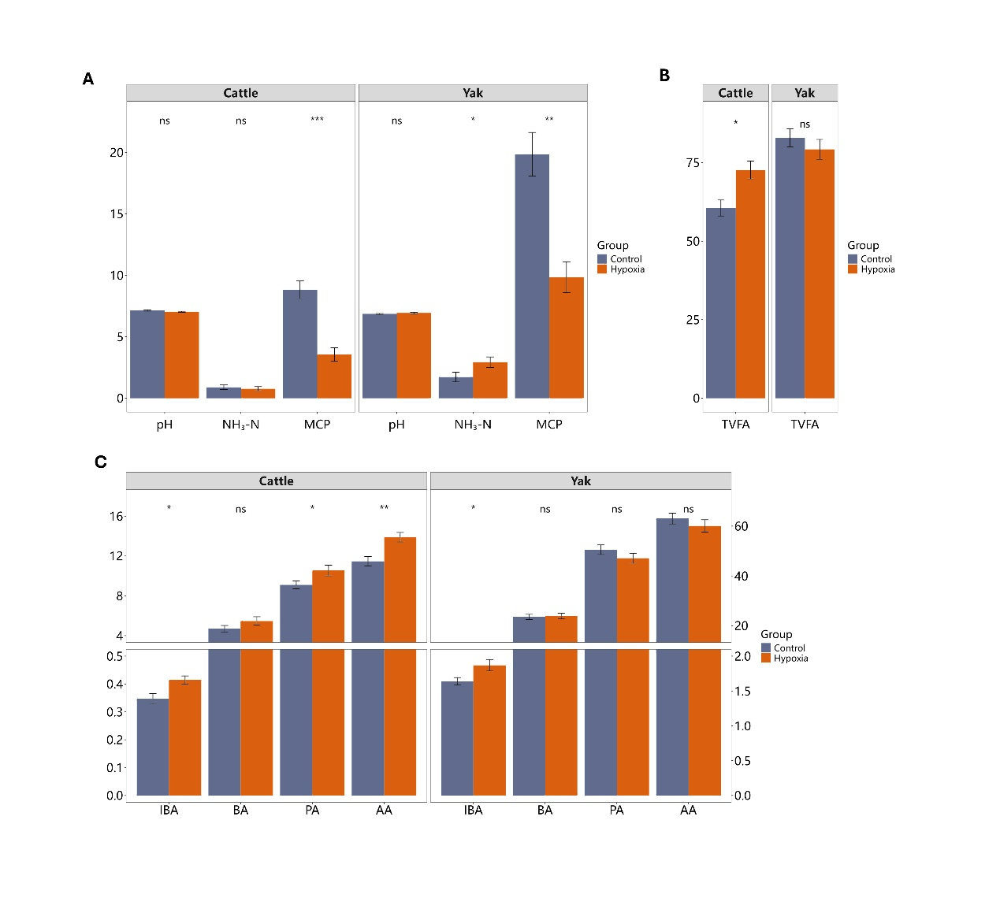 A
Cattle
Yak
ns
ns
***
ns
*
**
20
15
10
5
0
pH
NH₃-N
MCP
pH
NH₃-N
MCP
Group
Control
Hypoxia
B
Cattle
Yak
*
ns
75
50
25
0
TVFA
TVFA
Group
Control
Hypoxia
C
Cattle
Yak
*
ns
*
**
*
ns
ns
ns
16
12
8
4
60
40
20
0.5
0.4
0.3
0.2
0.1
0.0
2.0
1.5
1.0
0.5
0.0
IBA
BA
PA
AA
IBA
BA
PA
AA
Group
Control
Hypoxia